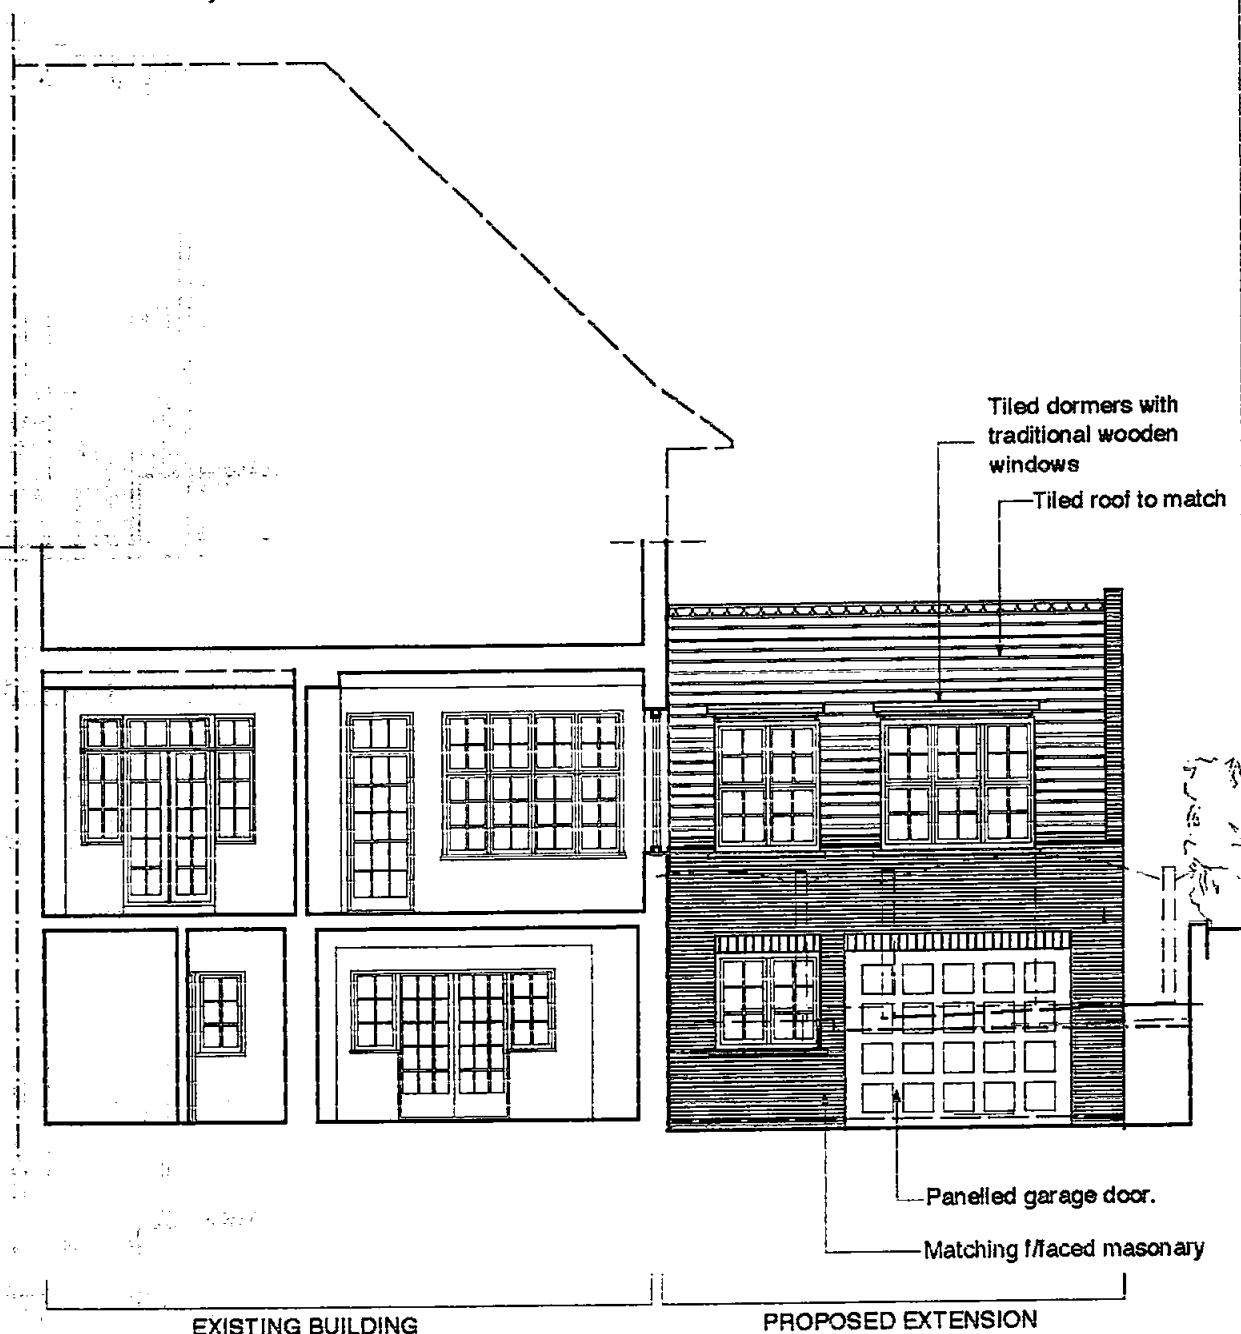 Tiled dormers with
traditional wooden
windows
Tiled roof to match
Panelled garage door.
Matching f/faced masonary
EXISTING BUILDING
PROPOSED EXTENSION